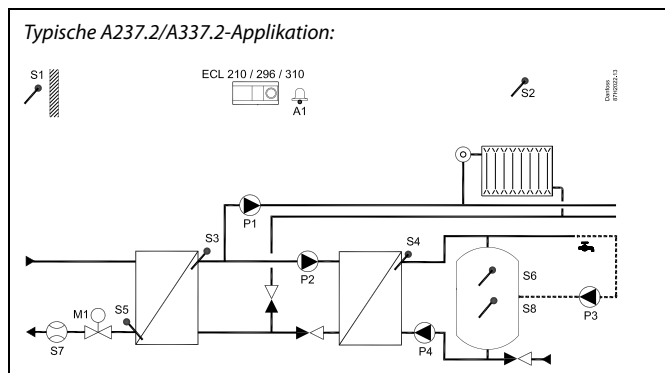 Typische A237.2/A337.2-Applikation:
S1
ECL 210 / 296 / 310
A1
S2
Danfoss
87H2022.13
P1
S3
P2
S4
S6
S8
P3
M1
S5
S7
P4